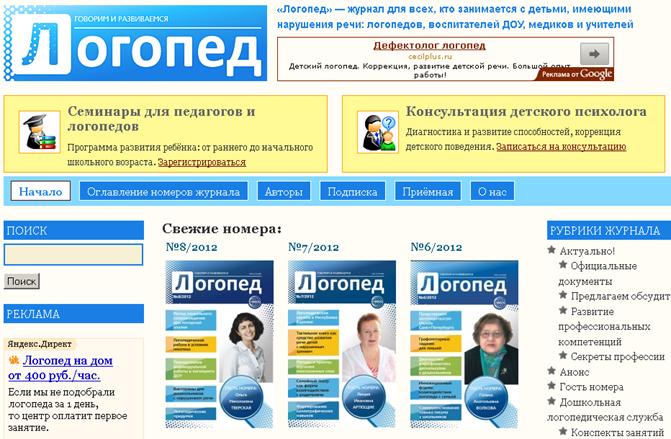 ГОВОРИМ И РАЗВИВАЕМСЯ
Логопед
«Логопед» — журнал для всех, кто занимается с детьми, имеющими
нарушения речи: логопедов, воспитателей ДОУ, медиков и учителей
Дефектолог логопед
cecilplus.ru
Детский логопед. Коррекция, развитие детской речи. Большой опыт
работы!
Реклама от Google
Семинары для педагогов и
логопедов
Программа развития ребёнка: от раннего до начального
школьного возраста. Зарегистрироваться
Консультация детского психолога
Диагностика и развитие способностей, коррекция
детского поведения. Записаться на консультацию
Начало
Оглавление номеров журнала
Авторы
Подписка
Приёмная
О нас
ПОИСК
Поиск
РЕКЛАМА
Яндекс.Директ
Логопед на дом
от 400 руб./час.
Если мы не подобрали
логопеда за 1 день,
то центр оплатит первое
занятие.
Свежие номера:
№8/2012
№7/2012
№6/2012
Логопед
Логопед
Логопед
РУБРИКИ ЖУРНАЛА
Актуально!
Официальные
документы
Предлагаем обсудит
Развитие
профессиональных
компетенций
Секреты профессии
Анонс
Гость номера
Дошкольная
логопедическая служба
Конспекты занятий